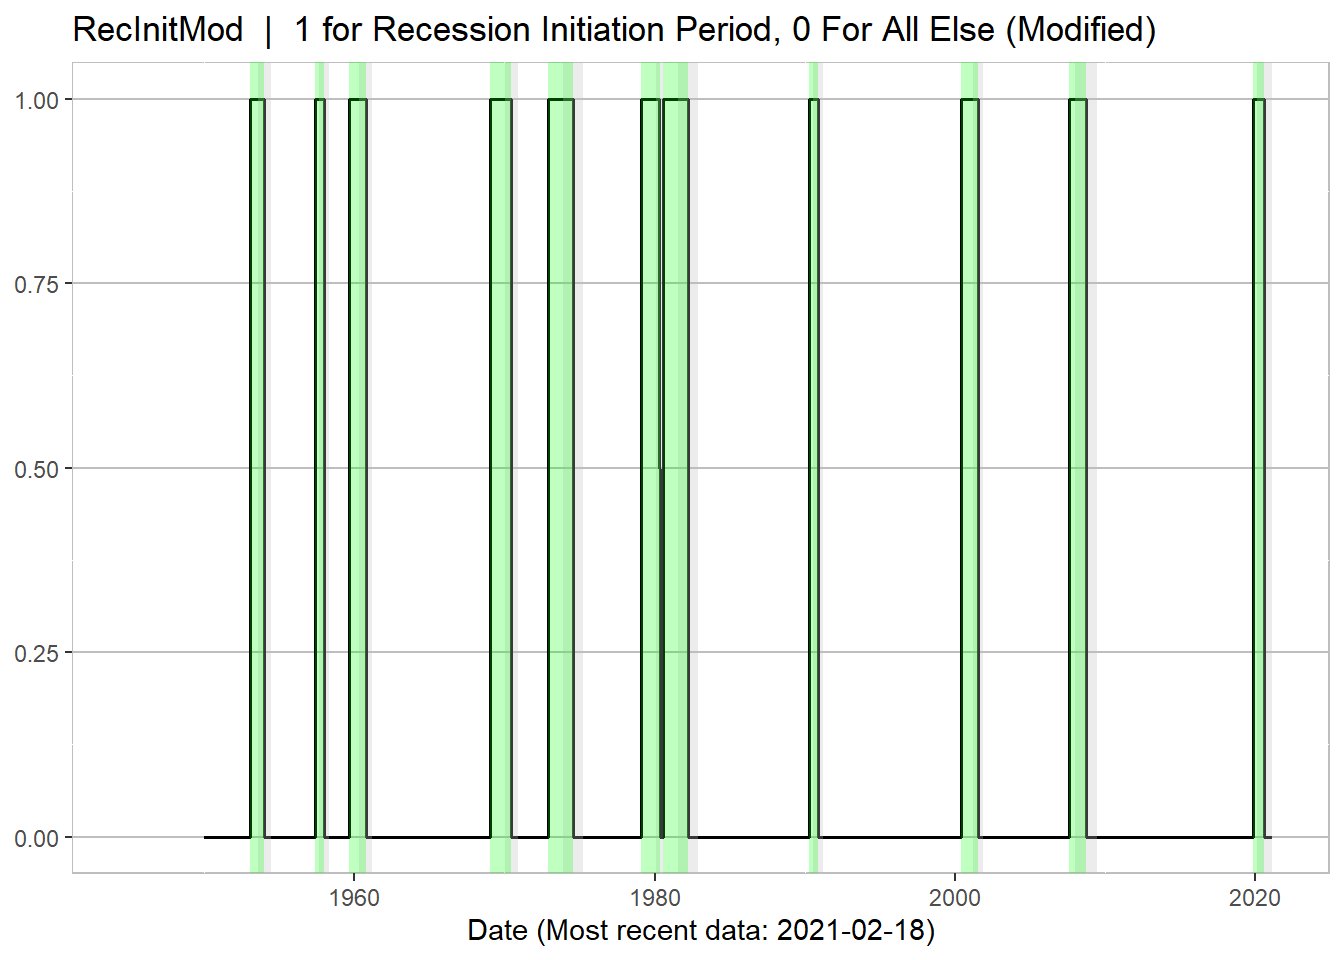 RecInitMod  |  1 for Recession Initiation Period, 0 For All Else (Modified)
1.00
0.75
0.50
0.25
0.00
1960 1980 2000 2020
Date (Most recent data: 2021-02-18)